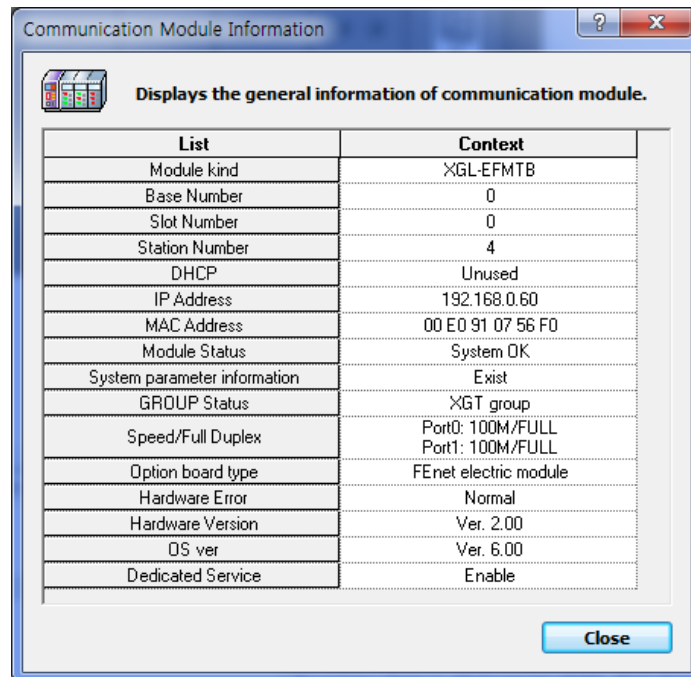 Communication Module Information
Displays the general information of communication module.
List Context
Module kind XGL-EFMTB
Base Number 0
Slot Number 0
Station Number 4
DHCP Unused
IP Address 192.168.0.60
MAC Address 00 E0 91 07 56 F0
Module Status System OK
System parameter information Exist
GROUP Status XGT group
Speed/Full Duplex Port0: 100M/FULL
Port1: 100M/FULL
Option board type FEnet electric module
Hardware Error Normal
Hardware Version Ver. 2.00
OS ver Ver. 6.00
Dedicated Service Enable
Close